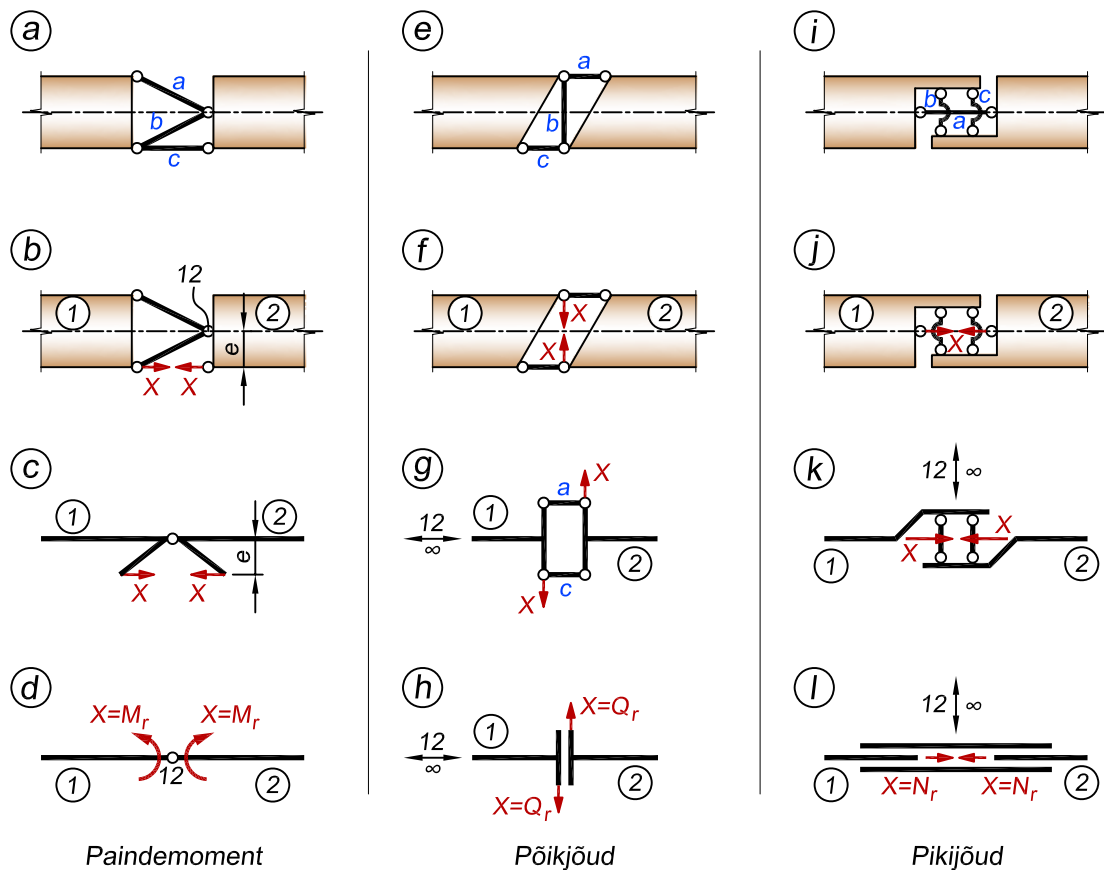 a e i
a
b
c
a
b
c
b c
a
b f j
12
1 2
e
X X
1 2
X
X
1 2
X
c g k
1 2
e
X X
12
∞
1
a
X
X
c
2
12 ∞
X
X
1 2
d h l
X=Mr X=Mr
1 12 2
12
∞
1
X=Qr
X=Qr
2
12 ∞
1 2
X=Nr X=Nr
Paindemoment Põikjõud Pikijõud